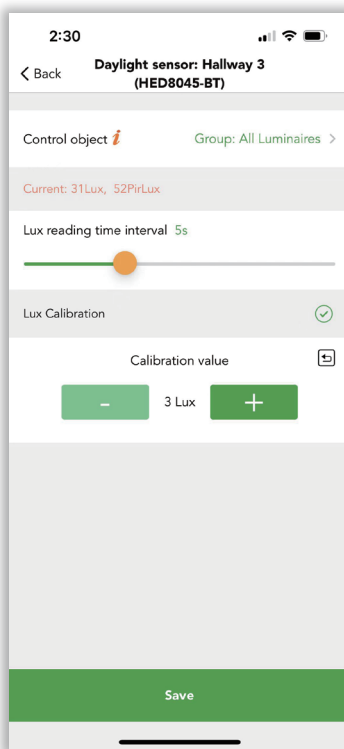 2:30
Back
Daylight sensor: Hallway 3
(HED8045-BT)
Control object i
Group: All Luminaires >
Current: 31Lux, 52PirLux
Lux reading time interval 5s
Lux Calibration
Calibration value
- 3 Lux +
Save